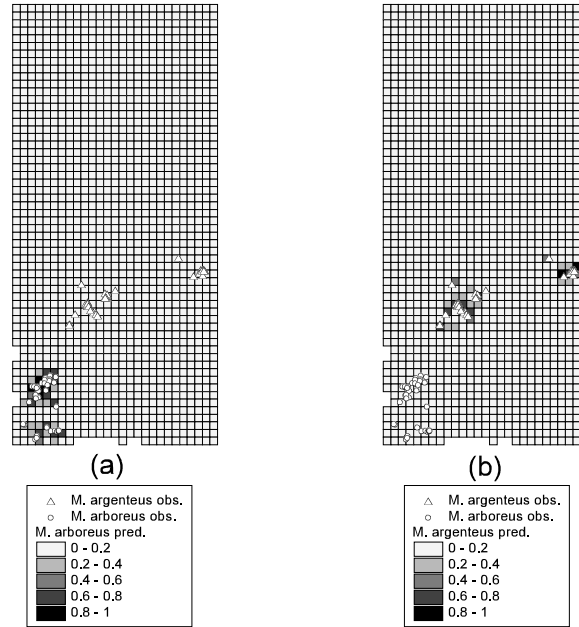 (a)
(b)
M. argenteus obs.
M. arboreus obs.
M. arboreus pred.
0 - 0.2
0.2 - 0.4
0.4 - 0.6
0.6 - 0.8
0.8 - 1
M. argenteus obs.
M. arboreus obs.
M. argenteus pred.
0 - 0.2
0.2 - 0.4
0.4 - 0.6
0.6 - 0.8
0.8 - 1